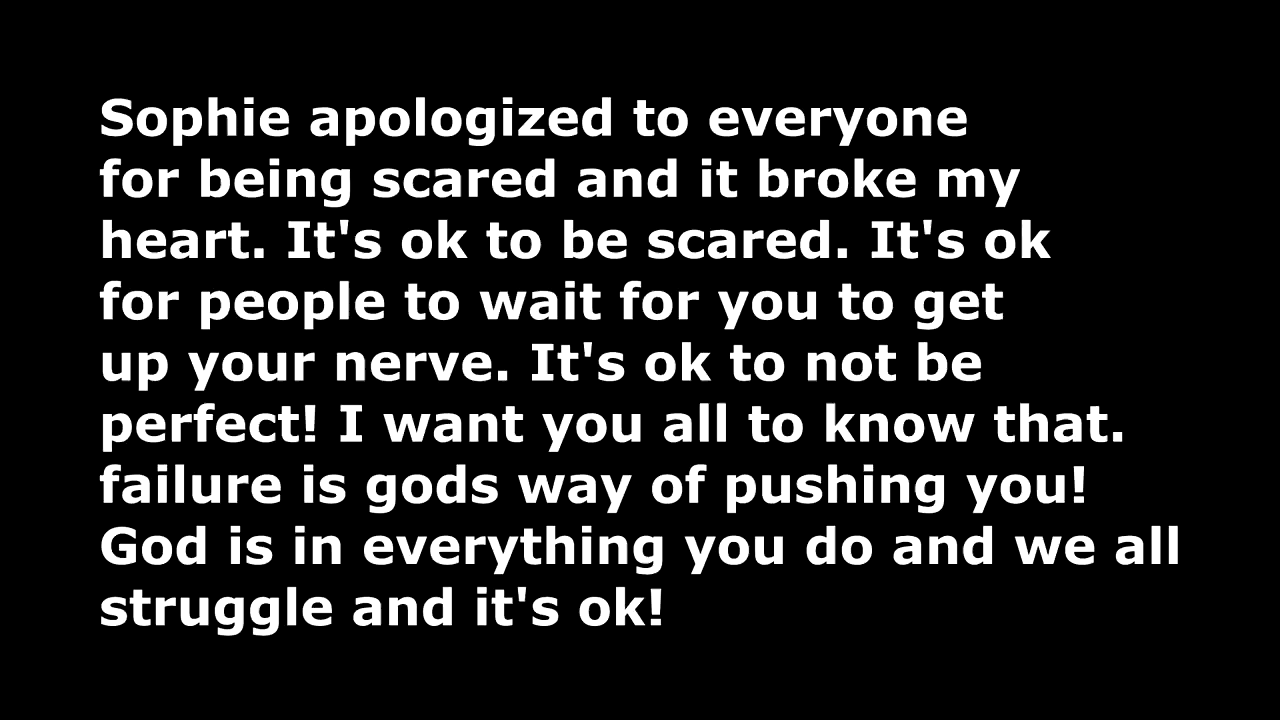 Sophie apologized to everyone
for being scared and it broke my
heart. It's ok to be scared. It's ok
for people to wait for you to get
up your nerve. It's ok to not be
perfect! I want you all to know that.
failure is gods way of pushing you!
God is in everything you do and we all
struggle and it's ok!